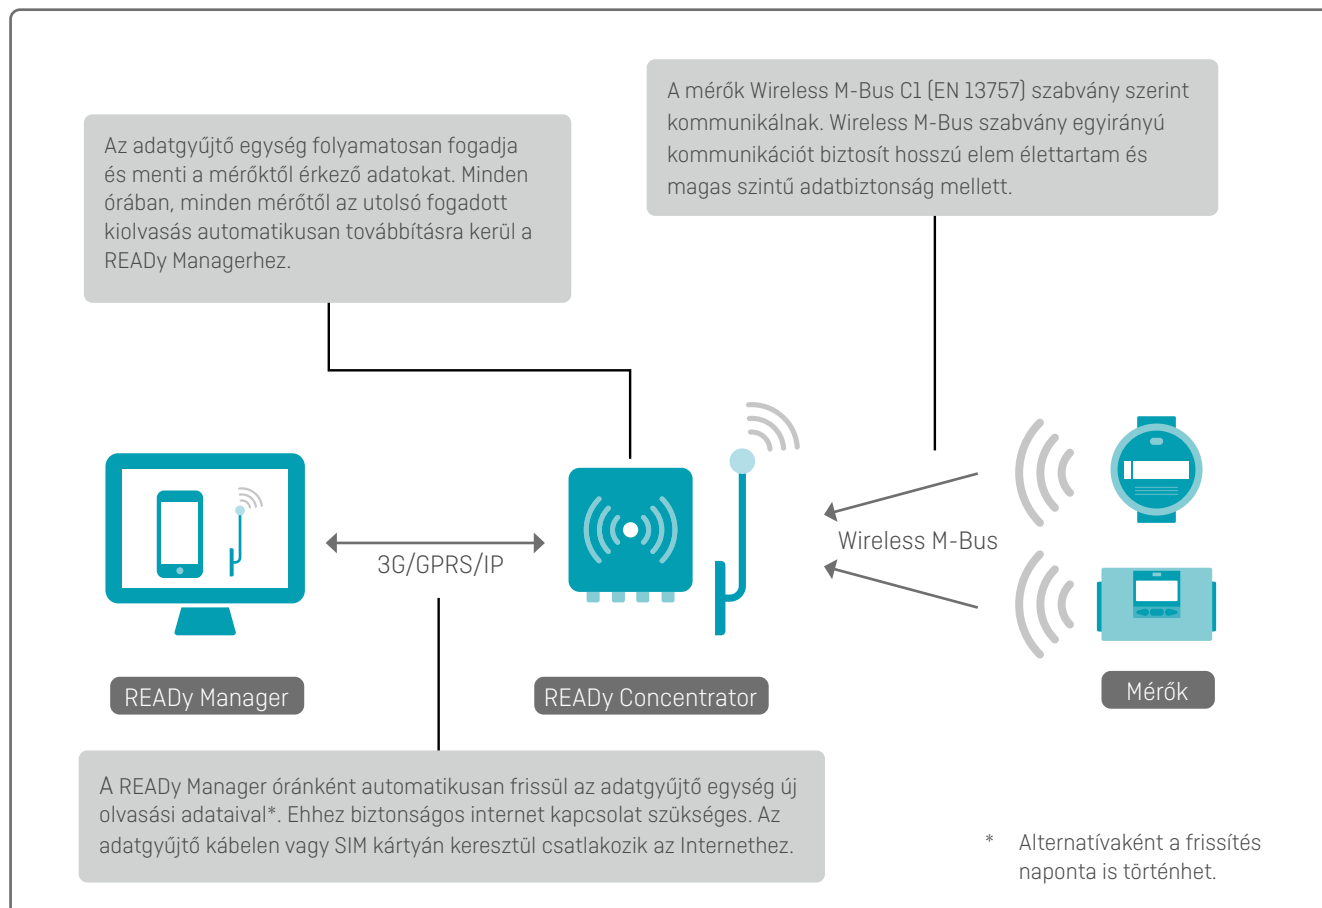 A mérők Wireless M-Bus C1 (EN 13757) szabvány szerint
kommunikálnak. Wireless M-Bus szabvány egyirányú
kommunikációt biztosít hosszú elem élettartam és
magas szintű adatbiztonság mellett.
Az adatgyűjtő egység folyamatosan fogadja
és menti a mérőktől érkező adatokat. Minden
órában, minden mérőtől az utolsó fogadott
kiolvasás automatikusan továbbításra kerül a
READy Managerhez.
3G/GPRS/IP
Wireless M-Bus
READy Manager
READy Concentrator
Mérők
A READy Manager óránként automatikusan frissül az adatgyűjtő egység új
olvasási adataival*. Ehhez biztonságos internet kapcsolat szükséges. Az
adatgyűjtő kábelen vagy SIM kártyán keresztül csatlakozik az Internethez.
* Alternatívaként a frissítés
naponta is történhet.